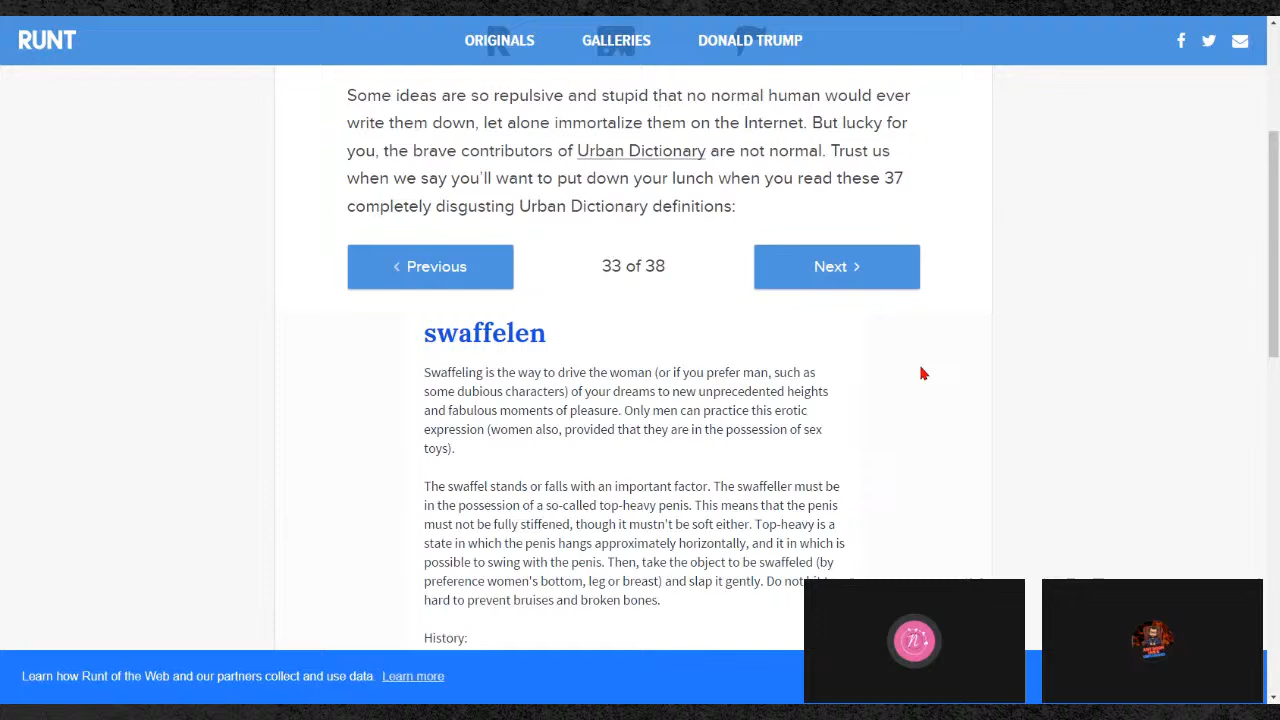 RUNT
ORIGINALS
GALLERIES
DONALD TRUMP
Some ideas are so repulsive and stupid that no normal human would ever
write them down, let alone immortalize them on the Internet. But lucky for
you, the brave contributors of Urban Dictionary are not normal. Trust us
when we say you'll want to put down your lunch when you read these 37
completely disgusting Urban Dictionary definitions:
Previous
33 of 38
Next
swaffelen
Swaffeling is the way to drive the woman (or if you prefer man, such as
some dubious characters) of your dreams to new unprecedented heights
and fabulous moments of pleasure. Only men can practice this erotic
expression (women also, provided that they are in the possession of sex
toys).
The swaffel stands or falls with an important factor. The swaffeller must be
in the possession of a so-called top-heavy penis. This means that the penis
must not be fully stiffened, though it mustn't be soft either. Top-heavy is a
state in which the penis hangs approximately horizontally, and it in which is
possible to swing with the penis. Then, take the object to be swaffeled (by
preference women's bottom, leg or breast) and slap it gently. Do not
hard to prevent bruises and broken bones.
History:
Learn how Runt of the Web and our partners collect and use data. Learn more
n